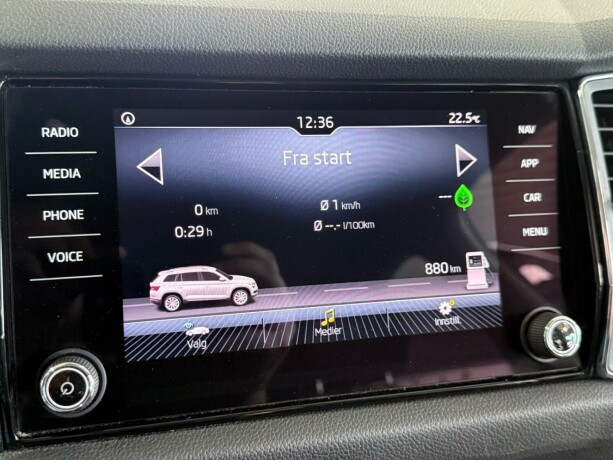 RADIO
MEDIA
PHONE
VOICE
12:36
22.5°C
Fra start
0 km
Ø 1 km/h
0:29 h
Ø --.- l/100km
---
880 km
Valg
Medier
Innstill.
NAV
APP
CAR
MENU